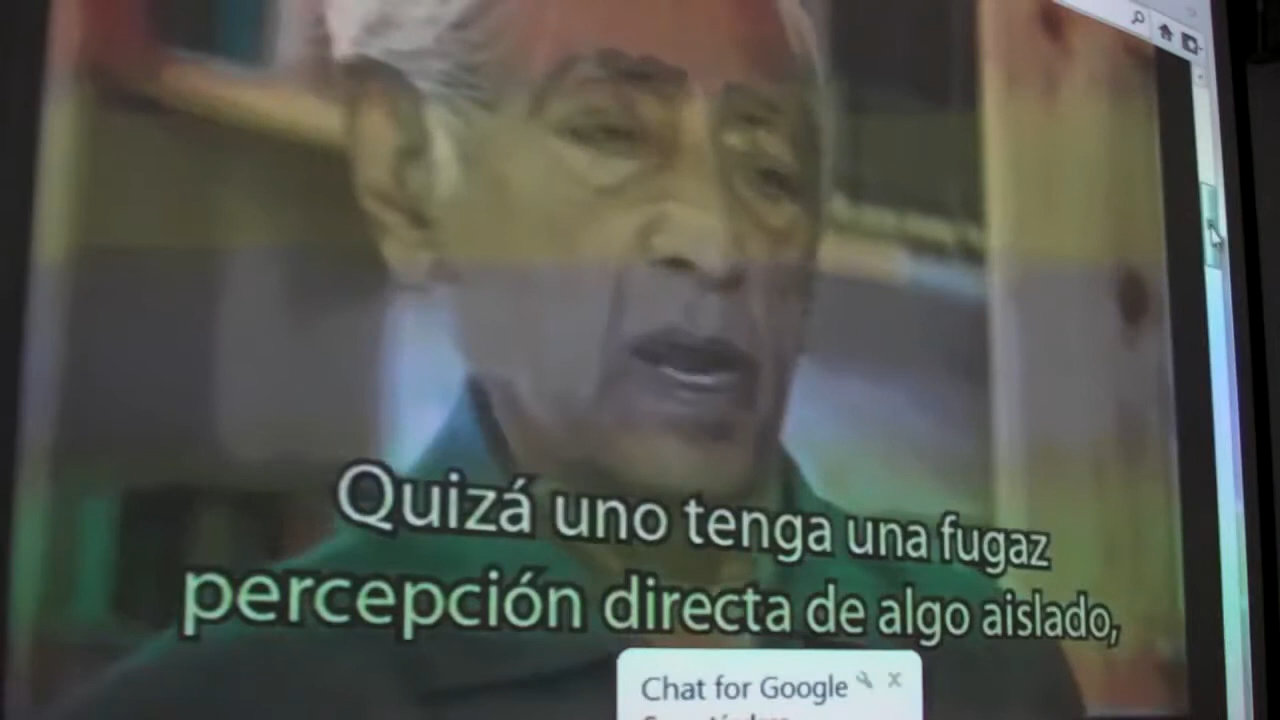 Quizá uno tenga una fugaz
percepción directa de algo aislado,
Chat for Google